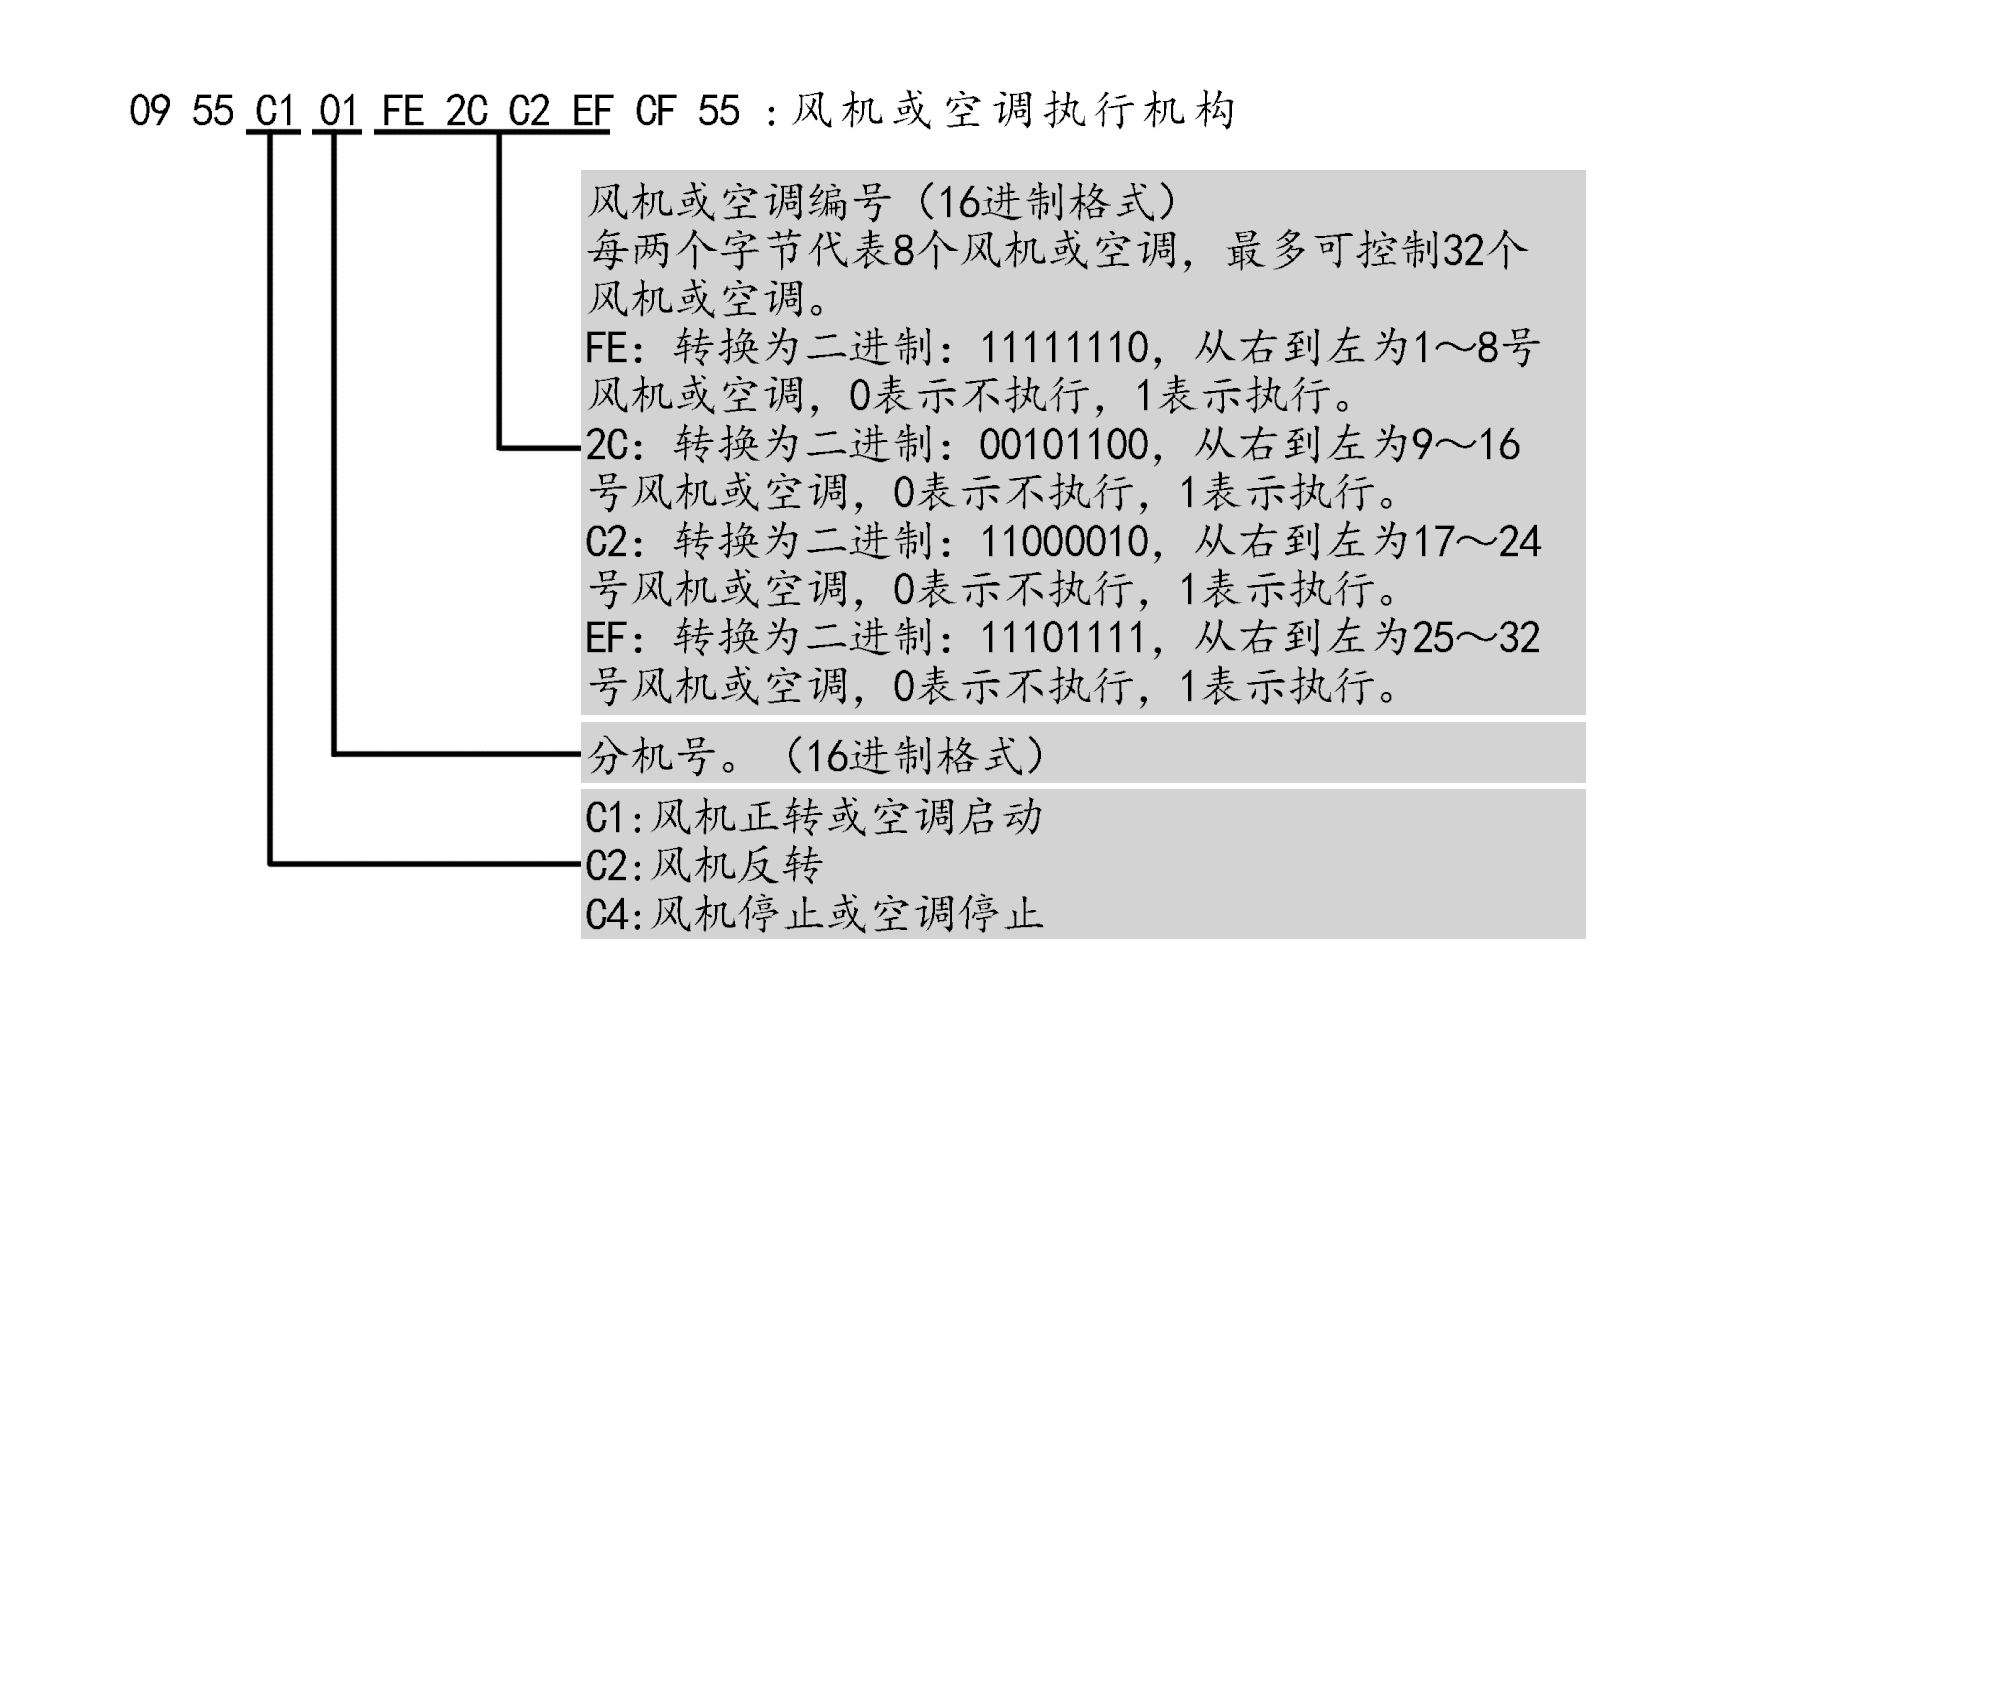 09 55 C1 01 FE 2C C2 EF CF 55 :风机或空调执行机构
风机或空调编号（16进制格式）
每两个字节代表8个风机或空调，最多可控制32个
风机或空调。
FE：转换为二进制：11111110，从右到左为1～8号
风机或空调，0表示不执行，1表示执行。
2C：转换为二进制：00101100，从右到左为9～16
号风机或空调，0表示不执行，1表示执行。
C2：转换为二进制：11000010，从右到左为17～24
号风机或空调，0表示不执行，1表示执行。
EF：转换为二进制：11101111，从右到左为25～32
号风机或空调，0表示不执行，1表示执行。
分机号。（16进制格式）
C1:风机正转或空调启动
C2:风机反转
C4:风机停止或空调停止